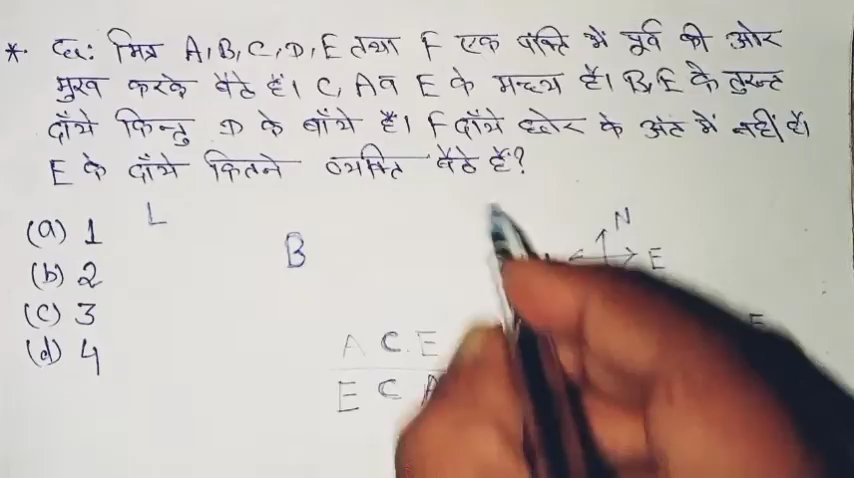 *. छः मित्र A, B, C, D, E तथा F एक पंक्ति में पूर्व की ओर
मुख करके बैठे हैं। C, A व E के मध्य है। B, E के तुरन्त
दाँये किन्तु D के बाँये हैं। F दाँये छोर के अंत में नहीं है।
E के दाँये कितने व्यक्ति बैठे हैं?
(a) 1
(b) 2
(c) 3
(d) 4
L
B
N
E
A C. E
E C A